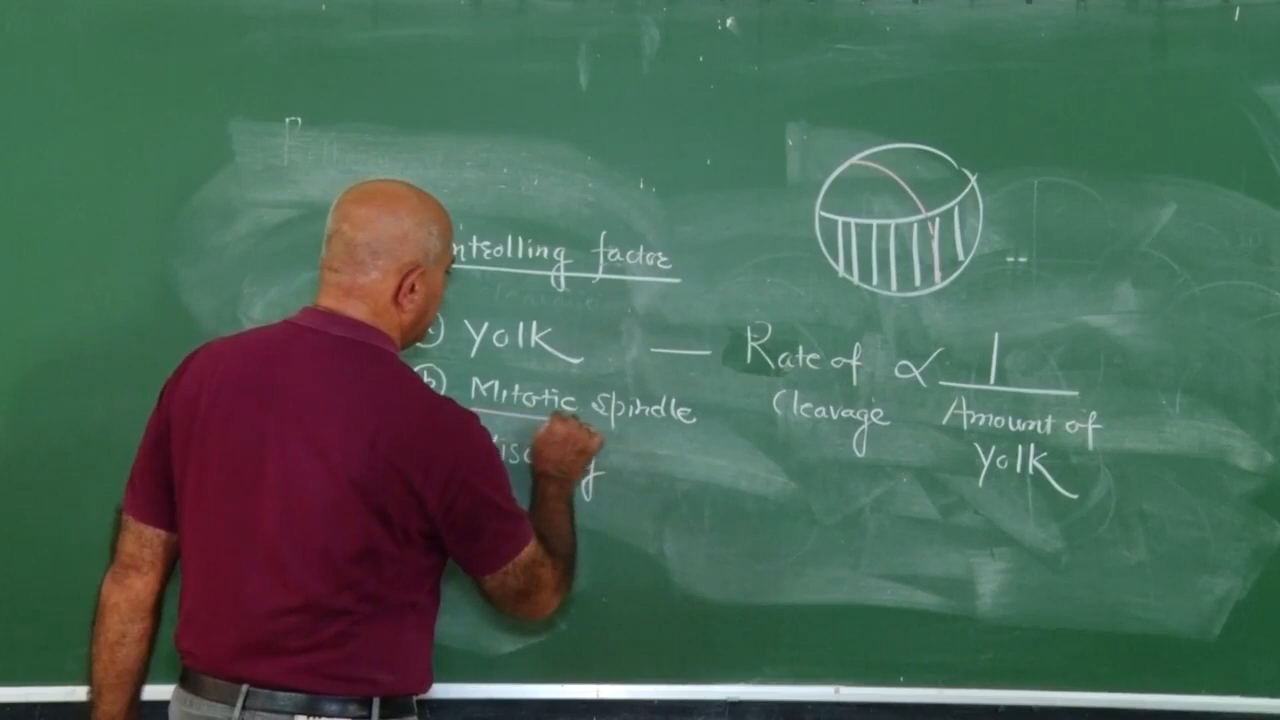 ntrolling factor
Yolk — Rate of Cleavage ∝ 1 / Amount of Yolk
(b) Mitotic spindle